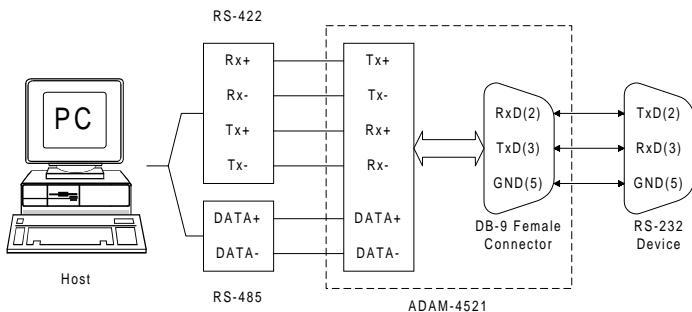 RS-422
PC
Host
Rx+
Rx-
Tx+
Tx-
DATA+
DATA-
RS-485
Tx+
Tx-
Rx+
Rx-
DATA+
DATA-
ADAM-4521
RxD(2)
TxD(3)
GND(5)
DB-9 Female
Connector
TxD(2)
RxD(3)
GND(5)
RS-232
Device